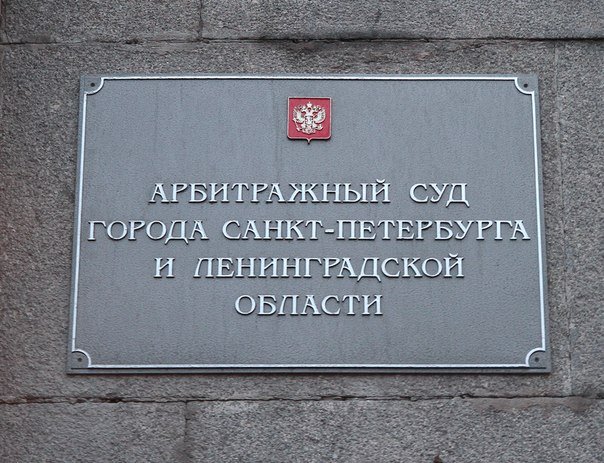 АРБИТРАЖНЫЙ СУД
ГОРОДА САНКТ-ПЕТЕРБУРГА
И ЛЕНИНГРАДСКОЙ
ОБЛАСТИ